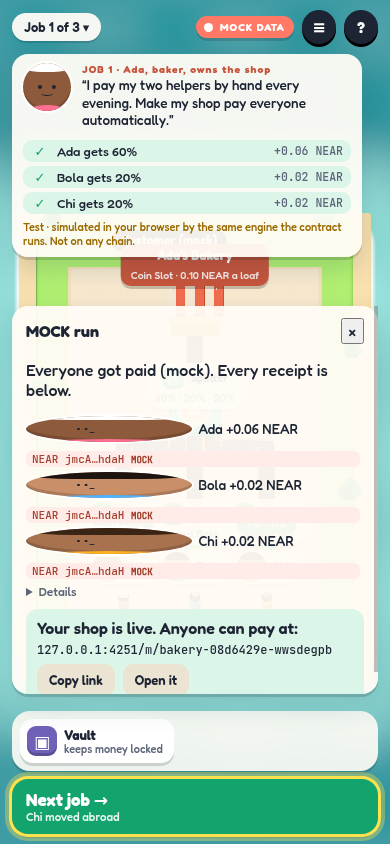 Job 1 of 3 ▾
MOCK DATA
≡
?
JOB 1 · Ada, baker, owns the shop
“I pay my two helpers by hand every
evening. Make my shop pay everyone
automatically.”
✓ Ada gets 60% +0.06 NEAR
✓ Bola gets 20% +0.02 NEAR
✓ Chi gets 20% +0.02 NEAR
Test · simulated in your browser by the same engine the contract
runs. Not on any chain.
Ada's Bakery
Coin Slot · 0.10 NEAR a loaf
MOCK run
×
Everyone got paid (mock). Every receipt is
below.
Ada +0.06 NEAR
NEAR jmcA…hdaH MOCK
Bola +0.02 NEAR
NEAR jmcA…hdaH MOCK
Chi +0.02 NEAR
NEAR jmcA…hdaH MOCK
▶ Details
Your shop is live. Anyone can pay at:
127.0.0.1:4251/m/bakery-08d6429e-wwsdegpb
Copy link
Open it
Vault
keeps money locked
Next job →
Chi moved abroad